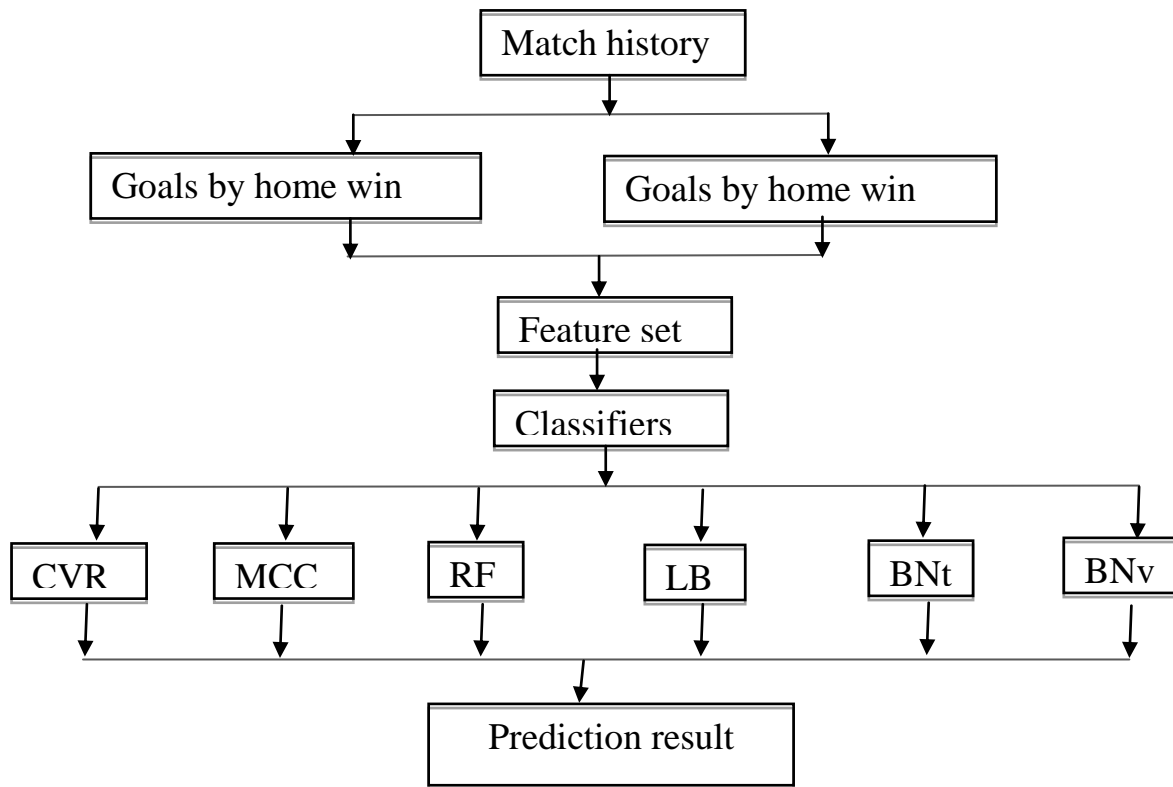 Match history
Goals by home win
Goals by home win
Feature set
Classifiers
CVR
MCC
RF
LB
BNt
BNv
Prediction result